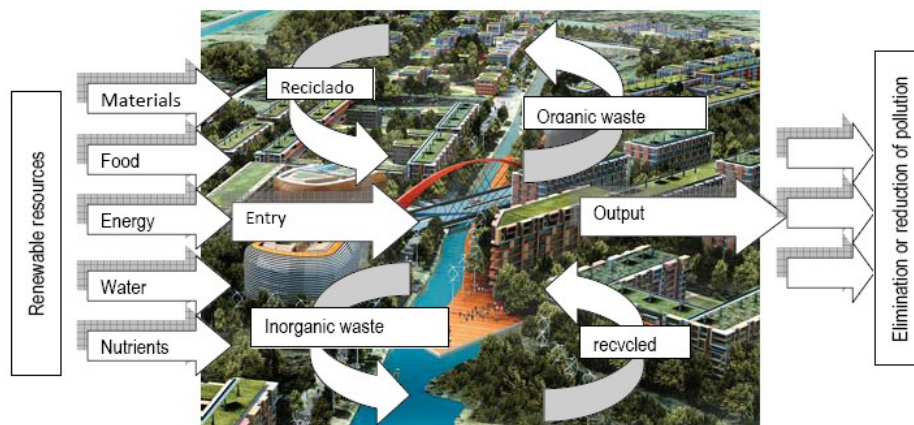 Renewable resources
Materials
Food
Energy
Water
Nutrients
Reciclado
Organic waste
Entry
Output
Inorganic waste
recycled
Elimination or reduction of pollution